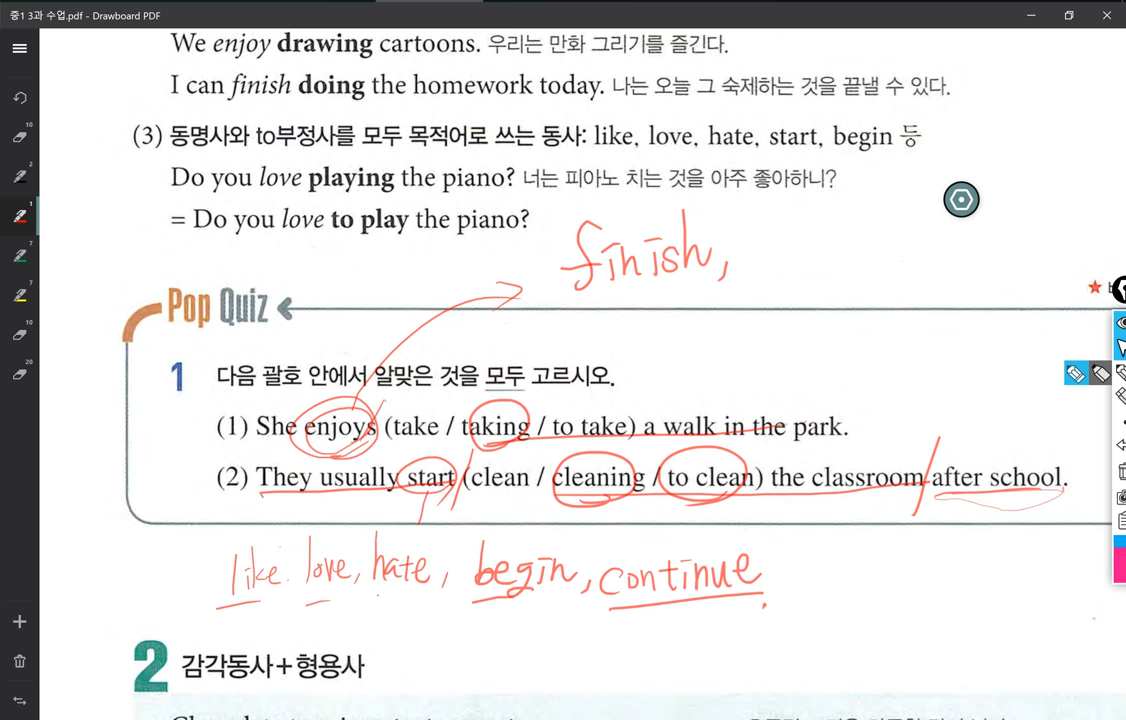 중1 3과 수업.pdf - Drawboard PDF
We enjoy drawing cartoons. 우리는 만화 그리기를 즐긴다.
I can finish doing the homework today. 나는 오늘 그 숙제하는 것을 끝낼 수 있다.
(3) 동명사와 to부정사를 모두 목적어로 쓰는 동사: like, love, hate, start, begin 등
Do you love playing the piano? 너는 피아노 치는 것을 아주 좋아하니?
= Do you love to play the piano?
finish,
Pop Quiz
1 다음 괄호 안에서 알맞은 것을 모두 고르시오.
(1) She enjoys (take / taking / to take) a walk in the park.
(2) They usually start (clean / cleaning / to clean) the classroom after school.
like. love, hate, begin, continue.
2 감각동사+형용사
10
2
1
7
7
10
20